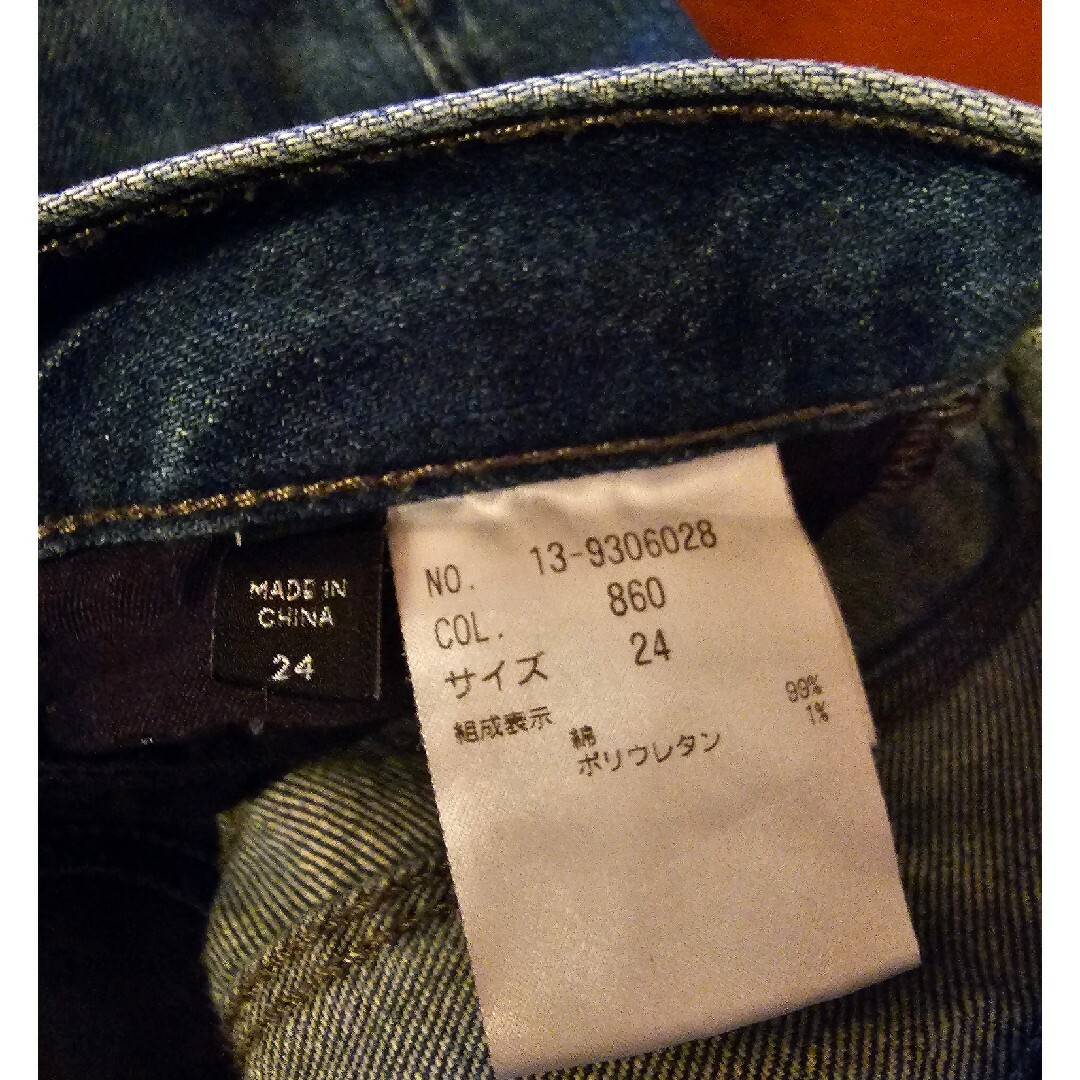 MADE IN
CHINA
24
NO. 13-9306028
COL. 860
サイズ 24
組成表示
綿 99%
ポリウレタン 1%